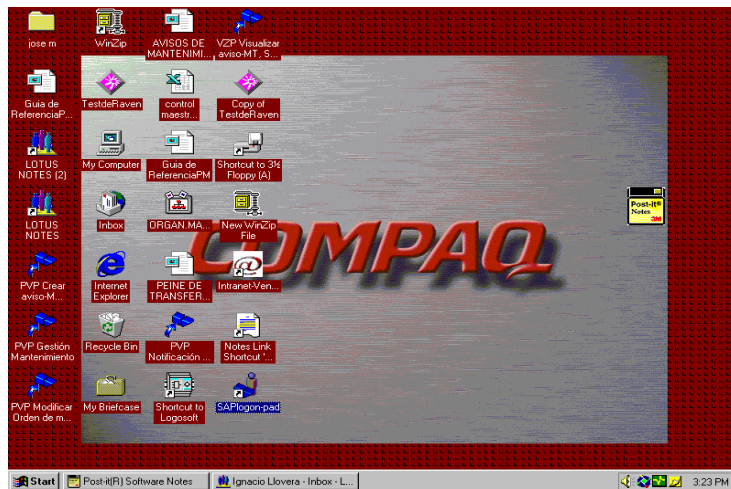 jose m
WinZip
AVISOS DE
MANTENIMI...
VZP Visualizar
aviso-MT, S...
Guia de
ReferenciaP...
TestdeRaven
control
maestr...
Copy of
TestdeRaven
LOTUS
NOTES (2)
My Computer
Guia de
ReferenciaPM
Shortcut to 3½
Floppy (A)
LOTUS
NOTES
Inbox
ORGAN.MA...
New WinZip
File
Post-it®
Notes
3M
COMPAQ
PVP Crear
aviso-M...
Internet
Explorer
PEINE DE
TRANSFER...
Intranet-Ven...
PVP Gestión
Mantenimiento
Recycle Bin
PVP
Notificación ...
Notes Link
Shortcut '...
PVP Modificar
Orden de m...
My Briefcase
Shortcut to
Logosoft
SAPlogon-pad
Start
Post-it(R) Software Notes
Ignacio Llovera - Inbox - L...
3:23 PM